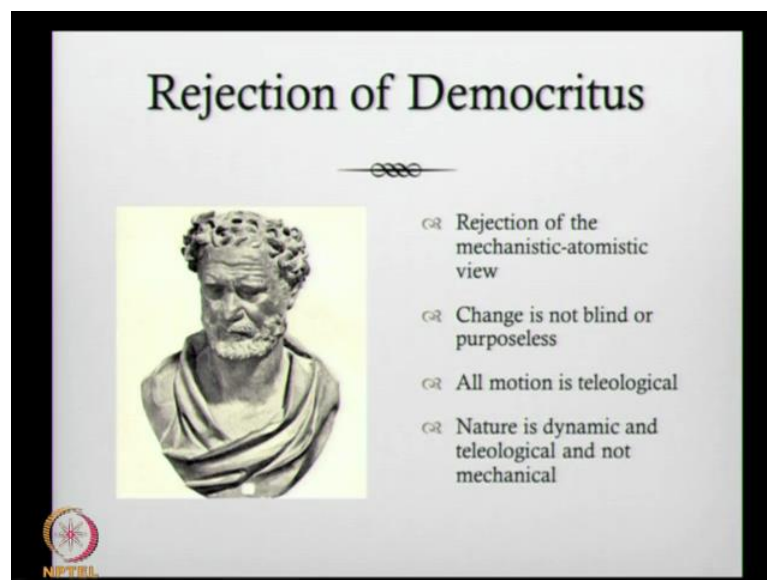 Rejection of Democritus
Rejection of the
mechanistic-atomistic
view
Change is not blind or
purposeless
All motion is teleological
Nature is dynamic and
teleological and not
mechanical
NPTEL